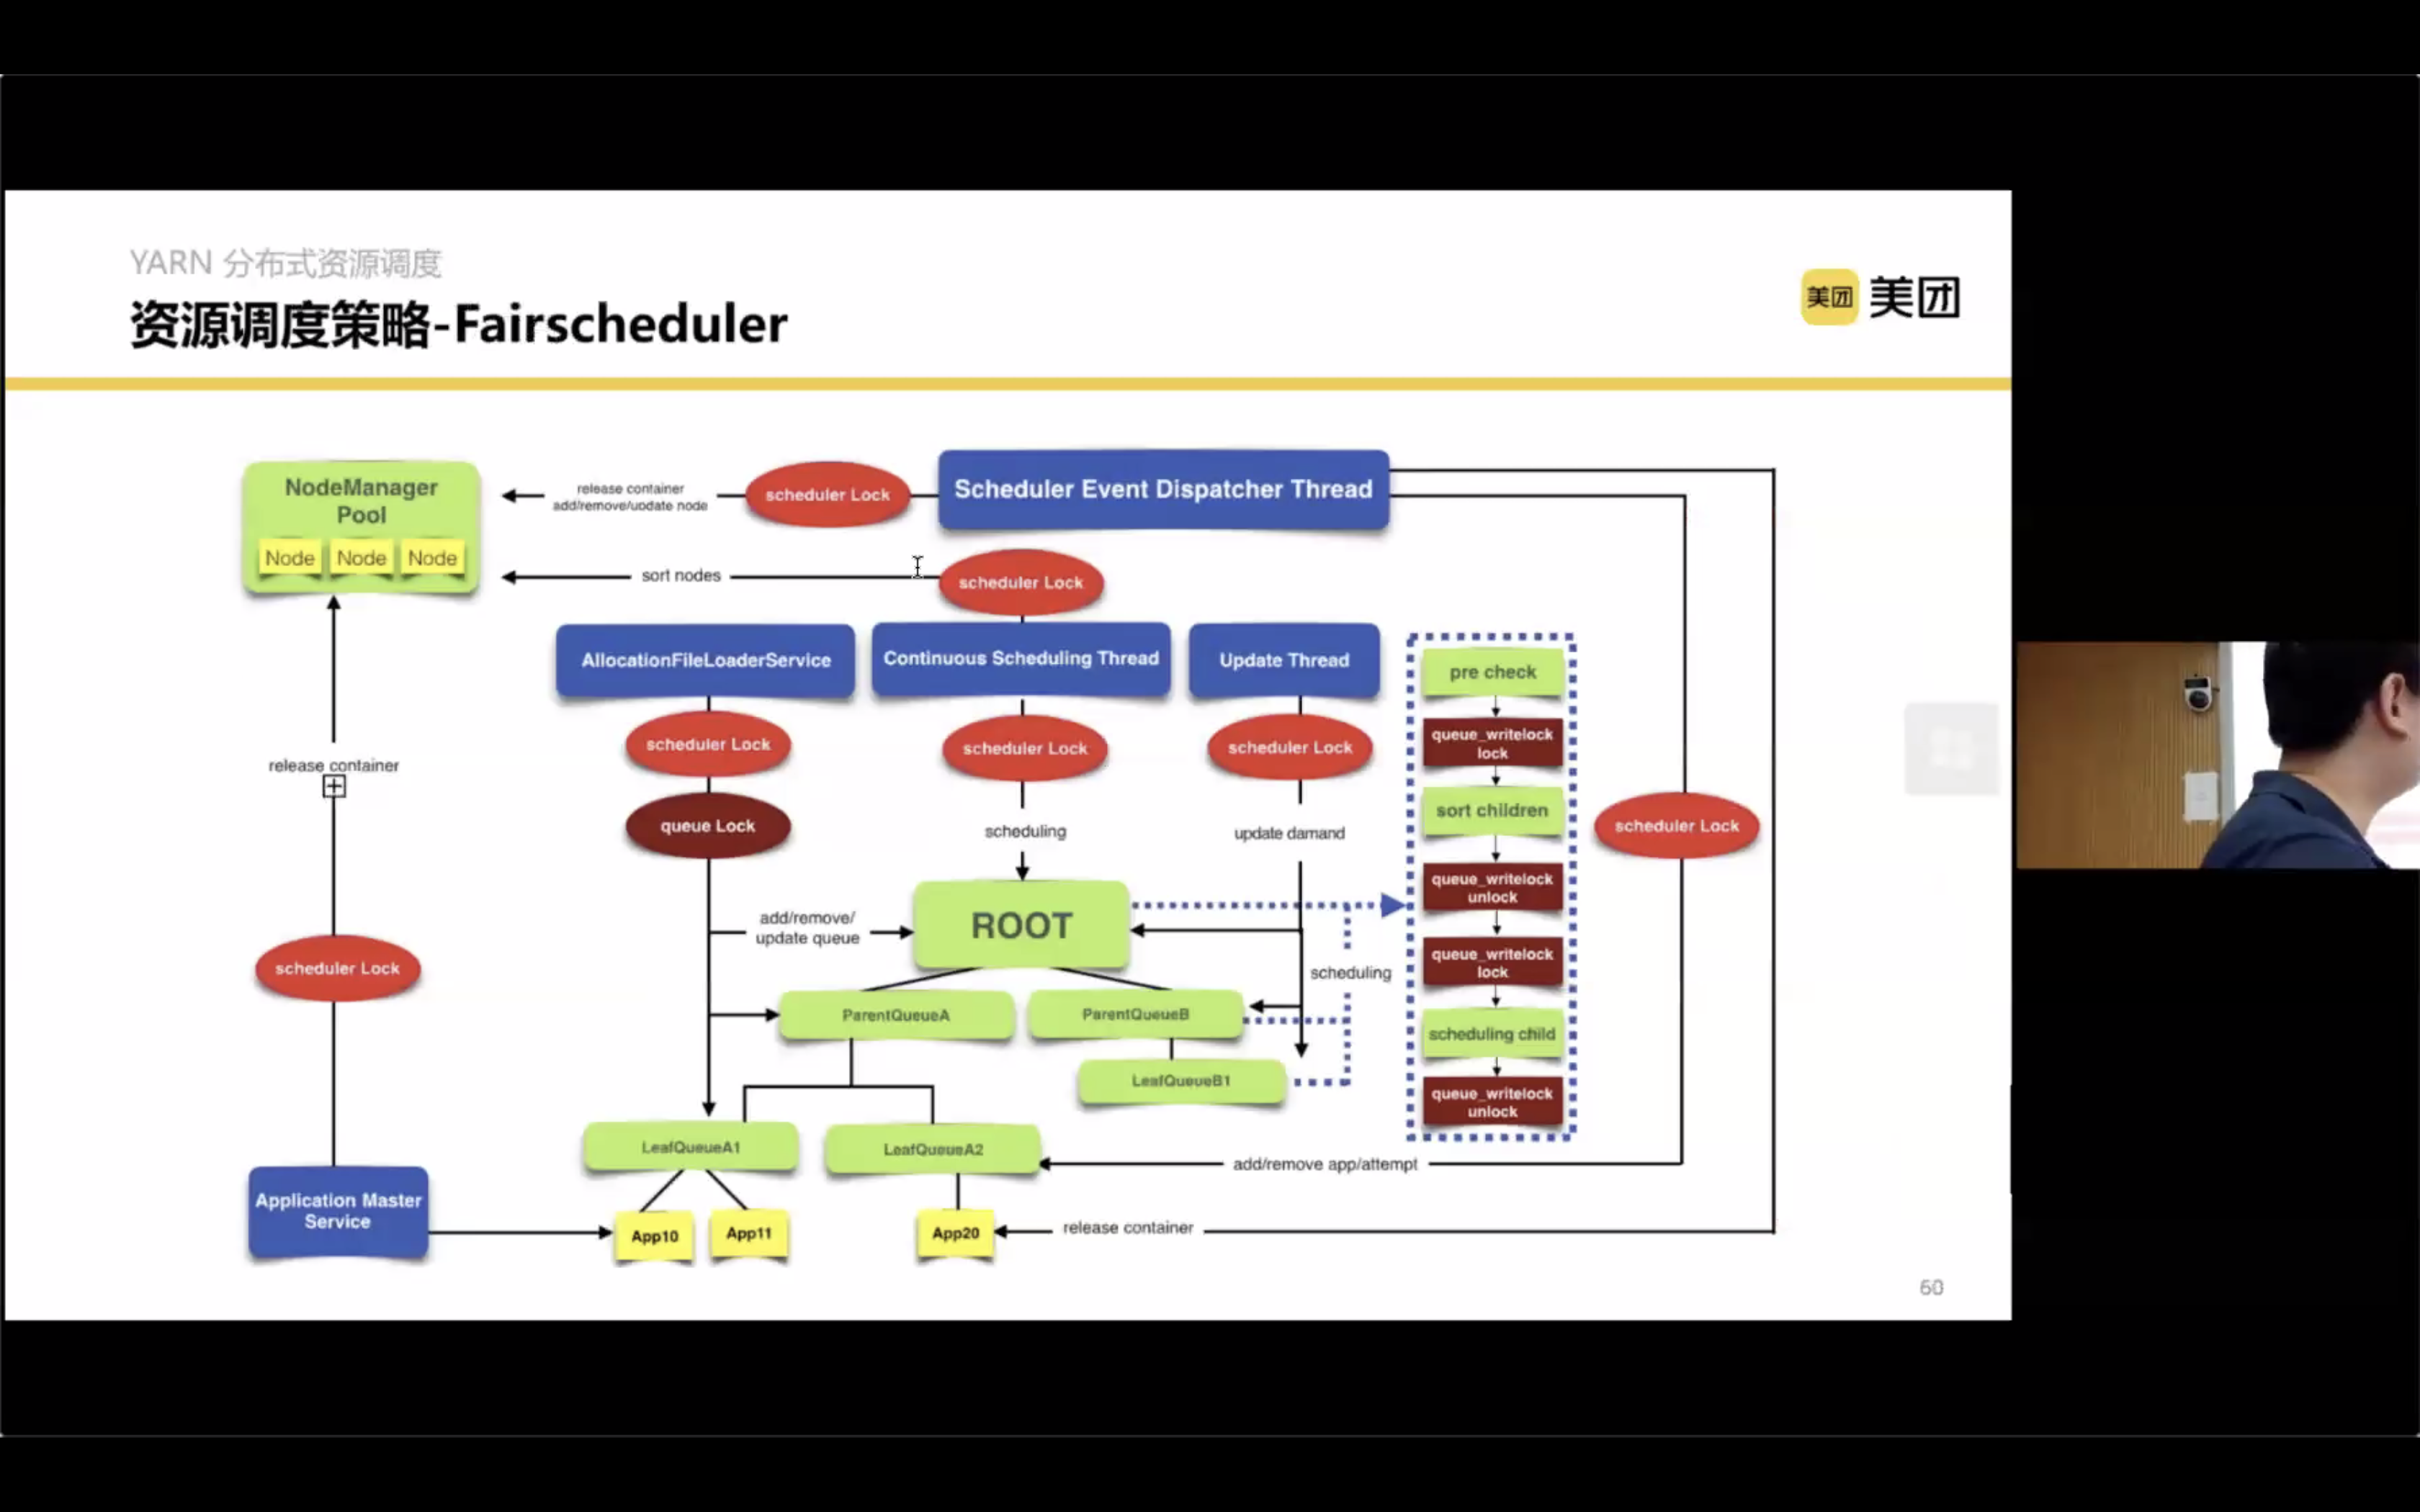 YARN 分布式资源调度
资源调度策略-Fairscheduler
美团 美团
NodeManager
Pool
Node Node Node
release container
add/remove/update node
scheduler Lock
Scheduler Event Dispatcher Thread
sort nodes
scheduler Lock
AllocationFileLoaderService
Continuous Scheduling Thread
Update Thread
scheduler Lock
scheduler Lock
scheduler Lock
queue Lock
scheduling
update damand
release container
scheduler Lock
add/remove/
update queue
ROOT
scheduling
ParentQueueA
ParentQueueB
LeafQueueB1
LeafQueueA1
LeafQueueA2
Application Master
Service
App10
App11
App20
pre check
queue_writelock
lock
sort children
queue_writelock
unlock
queue_writelock
lock
scheduling child
queue_writelock
unlock
scheduler Lock
add/remove app/attempt
release container
60